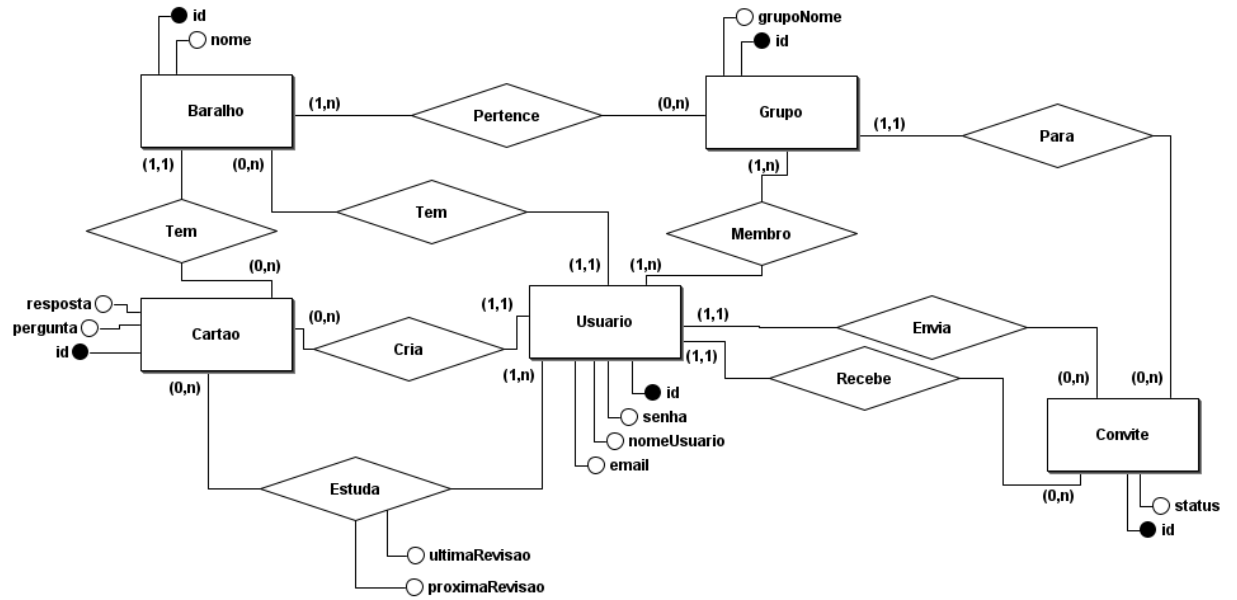 id
nome
grupoNome
id
Baralho
(1,n)
Pertence
(0,n)
Grupo
(1,1)
Para
(1,1)
(0,n)
(1,n)
Tem
Tem
Membro
(0,n)
(1,1)
(1,n)
resposta
pergunta
id
Cartao
(0,n)
Cria
(1,1)
Usuario
(1,1)
Envia
(1,1)
Recebe
(0,n)
(1,n)
(0,n)
(0,n)
id
senha
nomeUsuario
email
Convite
Estuda
(0,n)
status
id
ultimaRevisao
proximaRevisao